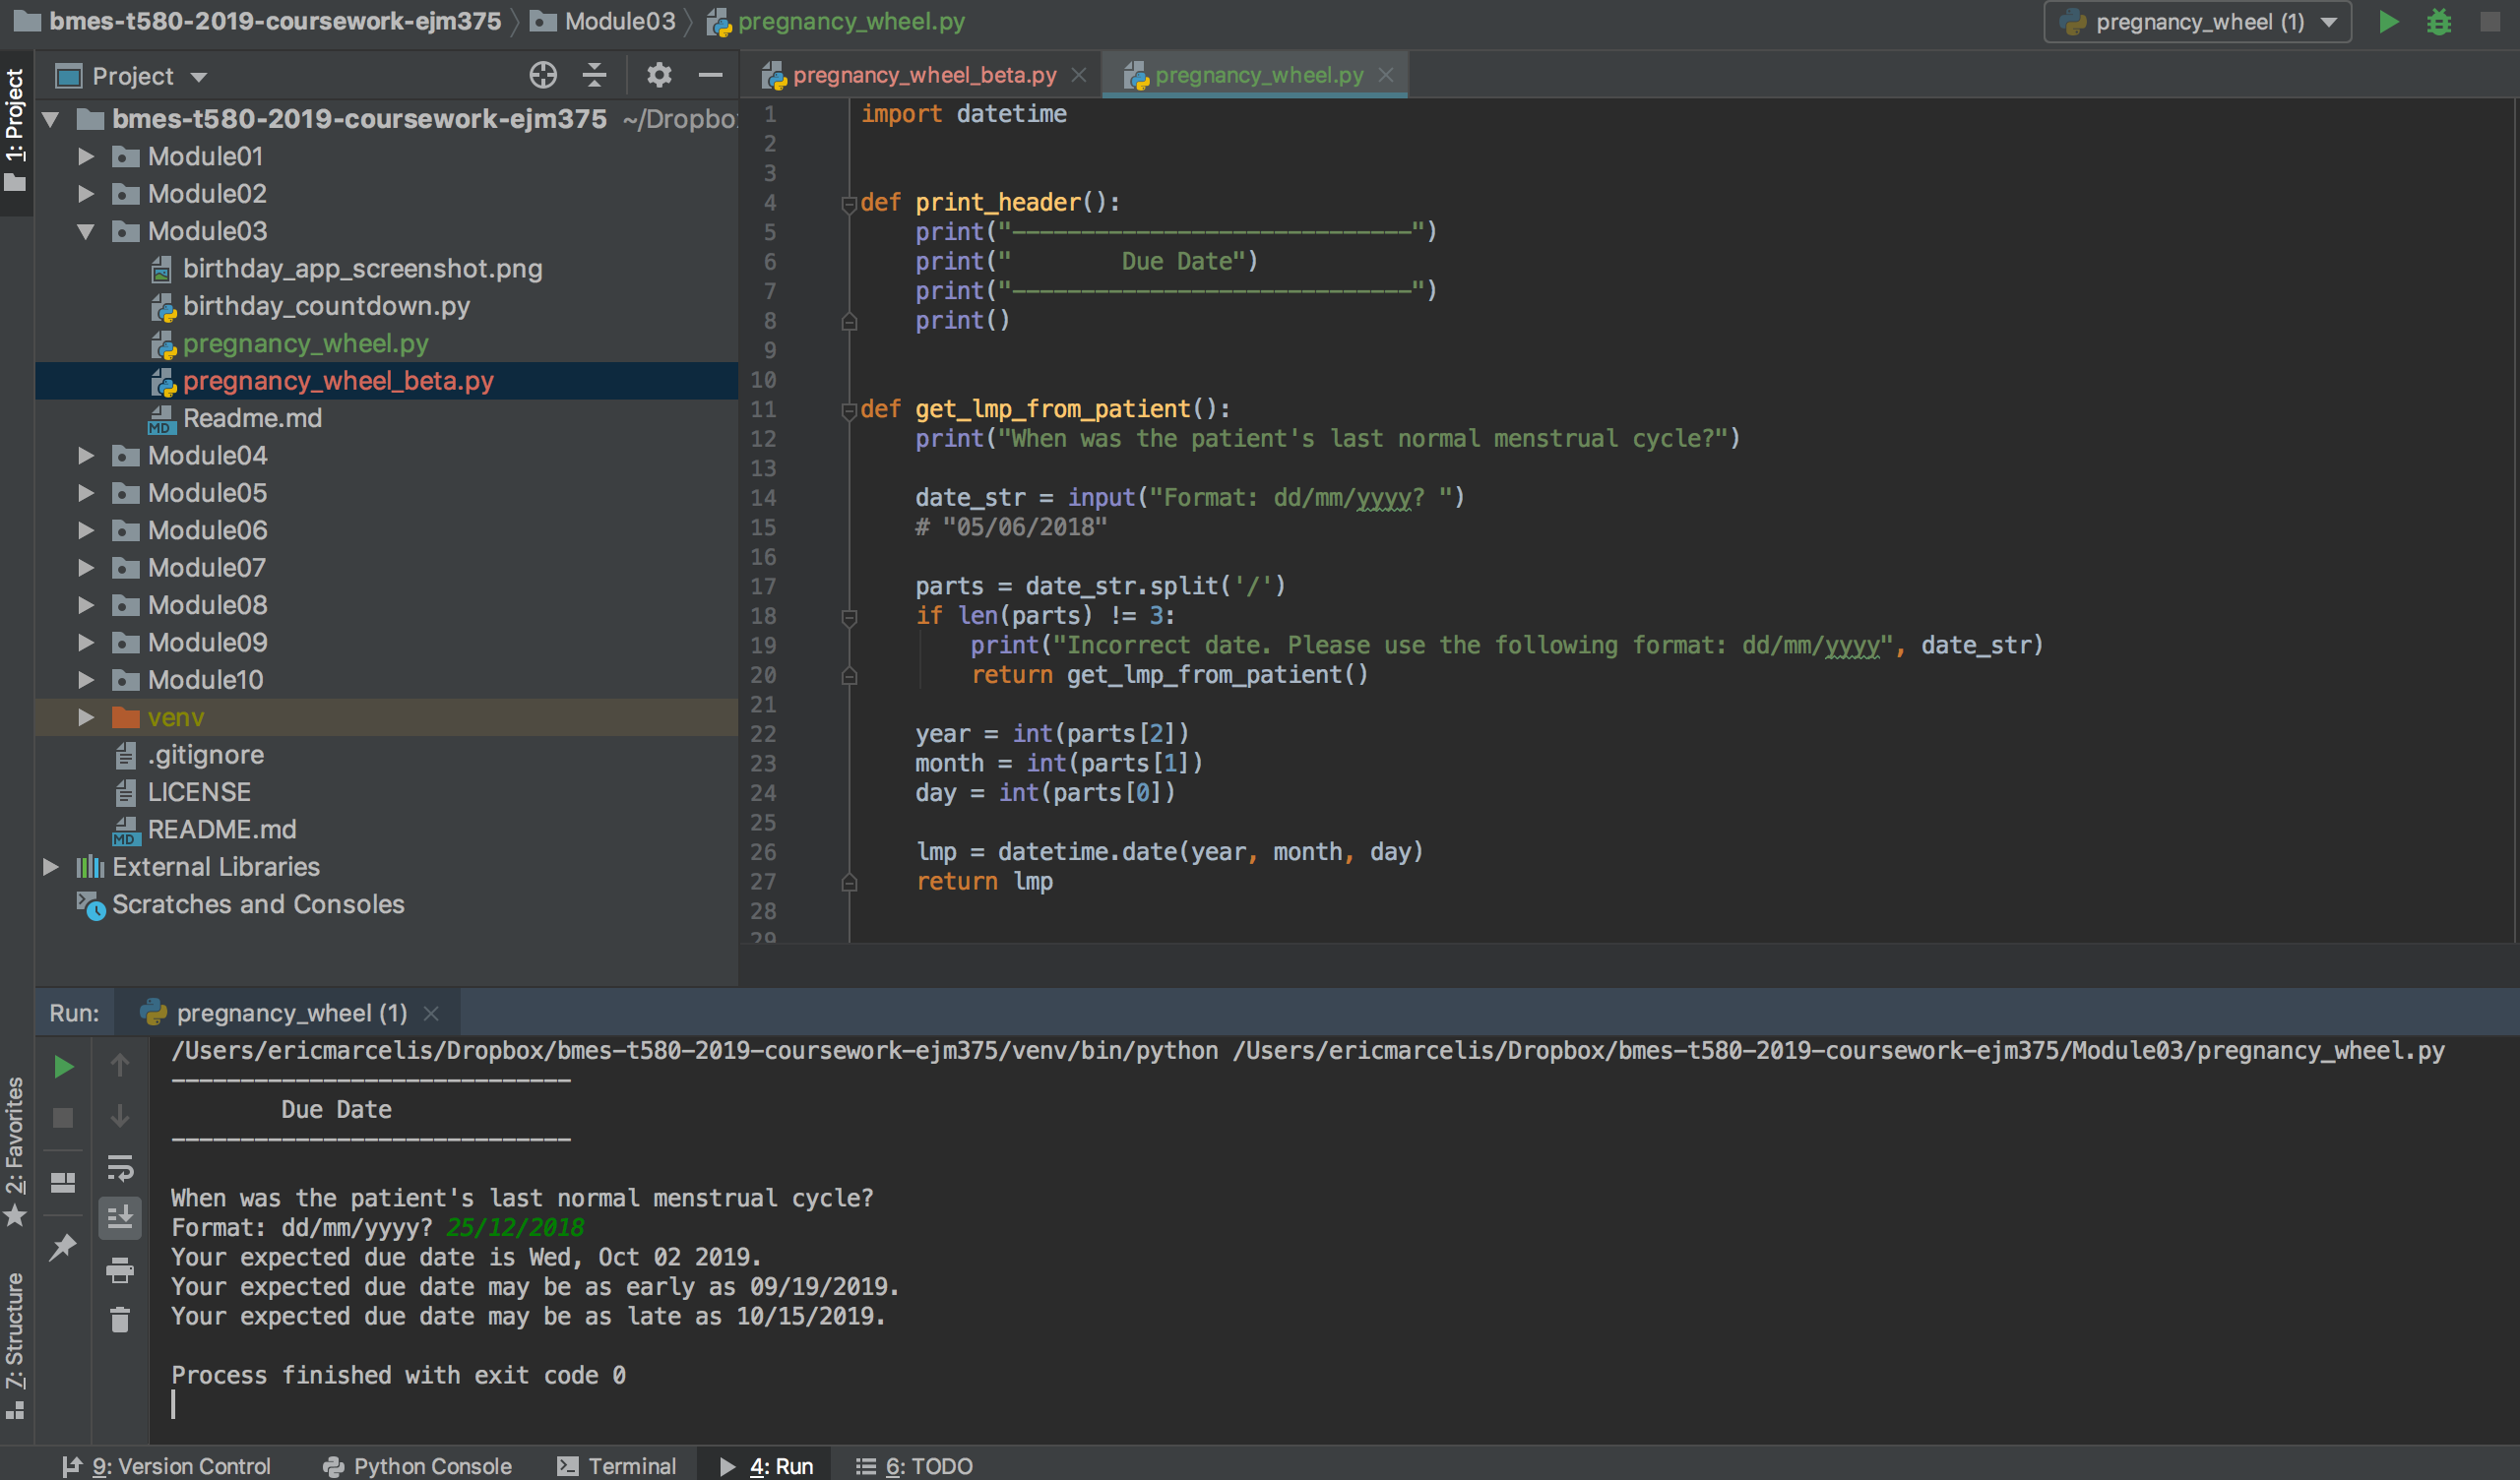 bmes-t580-2019-coursework-ejm375 Module03 pregnancy_wheel.py pregnancy_wheel (1)
1: Project
Project
bmes-t580-2019-coursework-ejm375 ~/Dropbo
Module01
Module02
Module03
birthday_app_screenshot.png
birthday_countdown.py
pregnancy_wheel.py
pregnancy_wheel_beta.py
MD Readme.md
Module04
Module05
Module06
Module07
Module08
Module09
Module10
venv
.gitignore
LICENSE
MD README.md
External Libraries
Scratches and Consoles
pregnancy_wheel_beta.py pregnancy_wheel.py
1 import datetime
2
3
4 def print_header():
5     print("-----------------------------")
6     print("        Due Date")
7     print("-----------------------------")
8     print()
9
10
11 def get_lmp_from_patient():
12     print("When was the patient's last normal menstrual cycle?")
13
14     date_str = input("Format: dd/mm/yyyy? ")
15     # "05/06/2018"
16
17     parts = date_str.split('/')
18     if len(parts) != 3:
19         print("Incorrect date. Please use the following format: dd/mm/yyyy", date_str)
20         return get_lmp_from_patient()
21
22     year = int(parts[2])
23     month = int(parts[1])
24     day = int(parts[0])
25
26     lmp = datetime.date(year, month, day)
27     return lmp
28
29
Run: pregnancy_wheel (1)
/Users/ericmarcelis/Dropbox/bmes-t580-2019-coursework-ejm375/venv/bin/python /Users/ericmarcelis/Dropbox/bmes-t580-2019-coursework-ejm375/Module03/pregnancy_wheel.py
-----------------------------
        Due Date
-----------------------------
When was the patient's last normal menstrual cycle?
Format: dd/mm/yyyy? 25/12/2018
Your expected due date is Wed, Oct 02 2019.
Your expected due date may be as early as 09/19/2019.
Your expected due date may be as late as 10/15/2019.
Process finished with exit code 0
2: Favorites
7: Structure
9: Version Control Python Console Terminal 4: Run 6: TODO